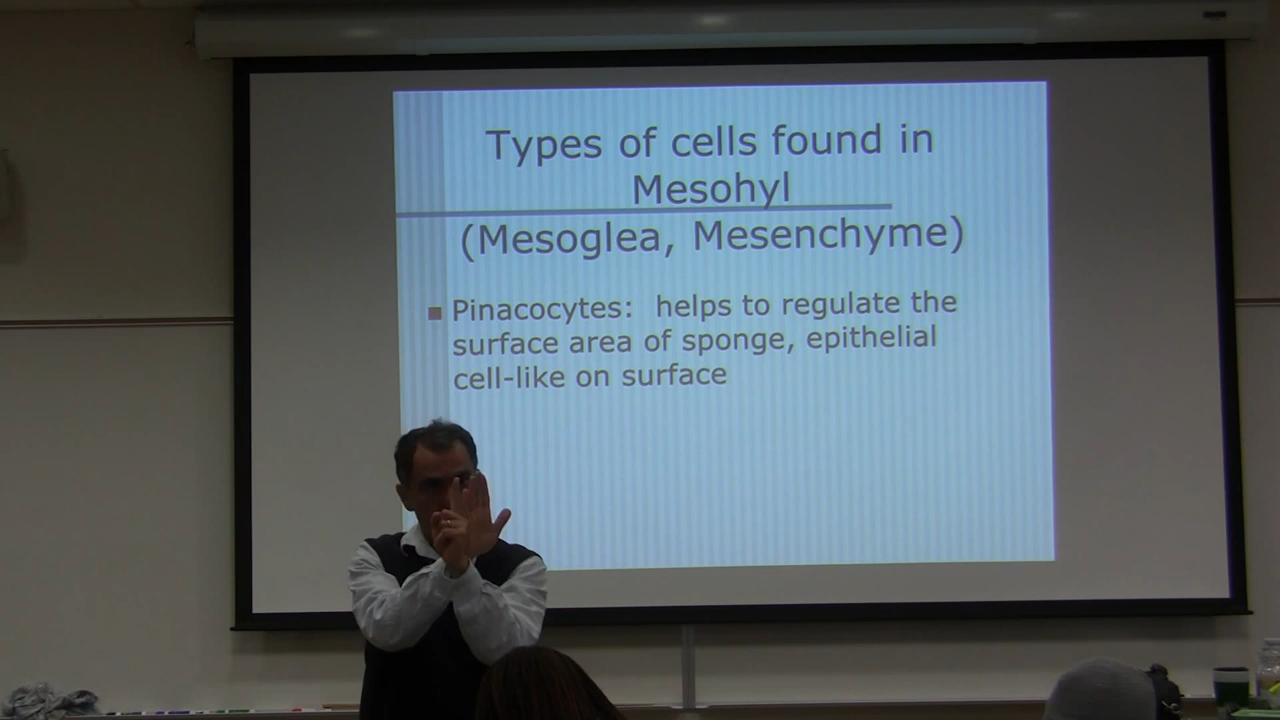 Types of cells found in
Mesohyl
(Mesoglea, Mesenchyme)
Pinacocytes: helps to regulate the
surface area of sponge, epithelial
cell-like on surface